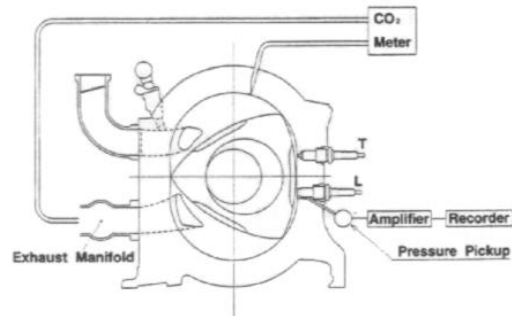 CO₂
Meter
T
L
Amplifier
Recorder
Pressure Pickup
Exhaust Manifold